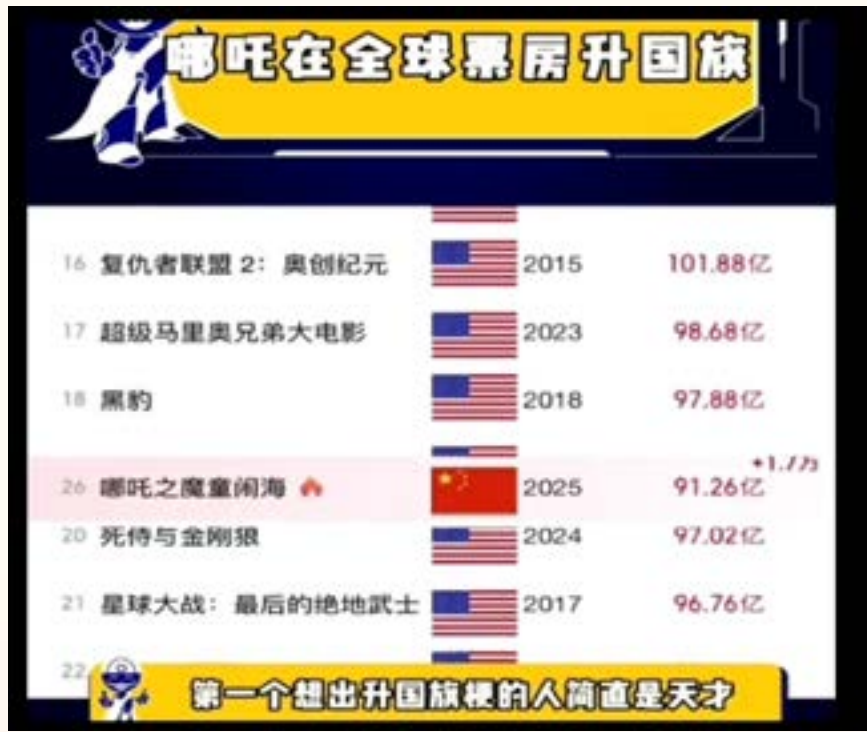 哪吒在全球票房升国旗
16 复仇者联盟 2：奥创纪元 2015 101.88亿
17 超级马里奥兄弟大电影 2023 98.68亿
18 黑豹 2018 97.88亿
+1.7万
26 哪吒之魔童闹海 2025 91.26亿
20 死侍与金刚狼 2024 97.02亿
21 星球大战：最后的绝地武士 2017 96.76亿
22
第一个想出升国旗梗的人简直是天才